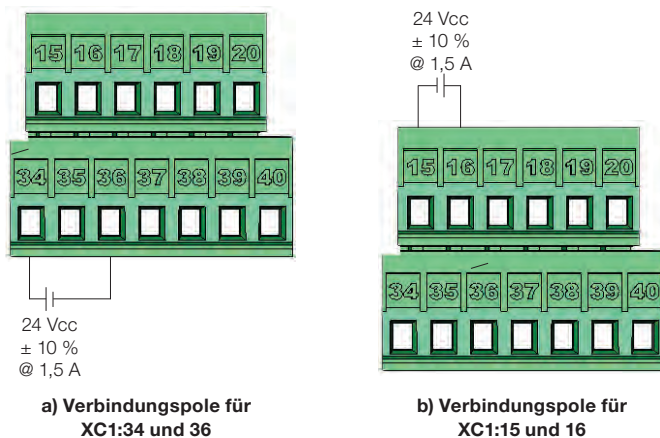 15 16 17 18 19 20
34 35 36 37 38 39 40
24 Vcc
± 10 %
@ 1,5 A
a) Verbindungspole für
XC1:34 und 36
24 Vcc
± 10 %
@ 1,5 A
15 16 17 18 19 20
34 35 36 37 38 39 40
b) Verbindungspole für
XC1:15 und 16